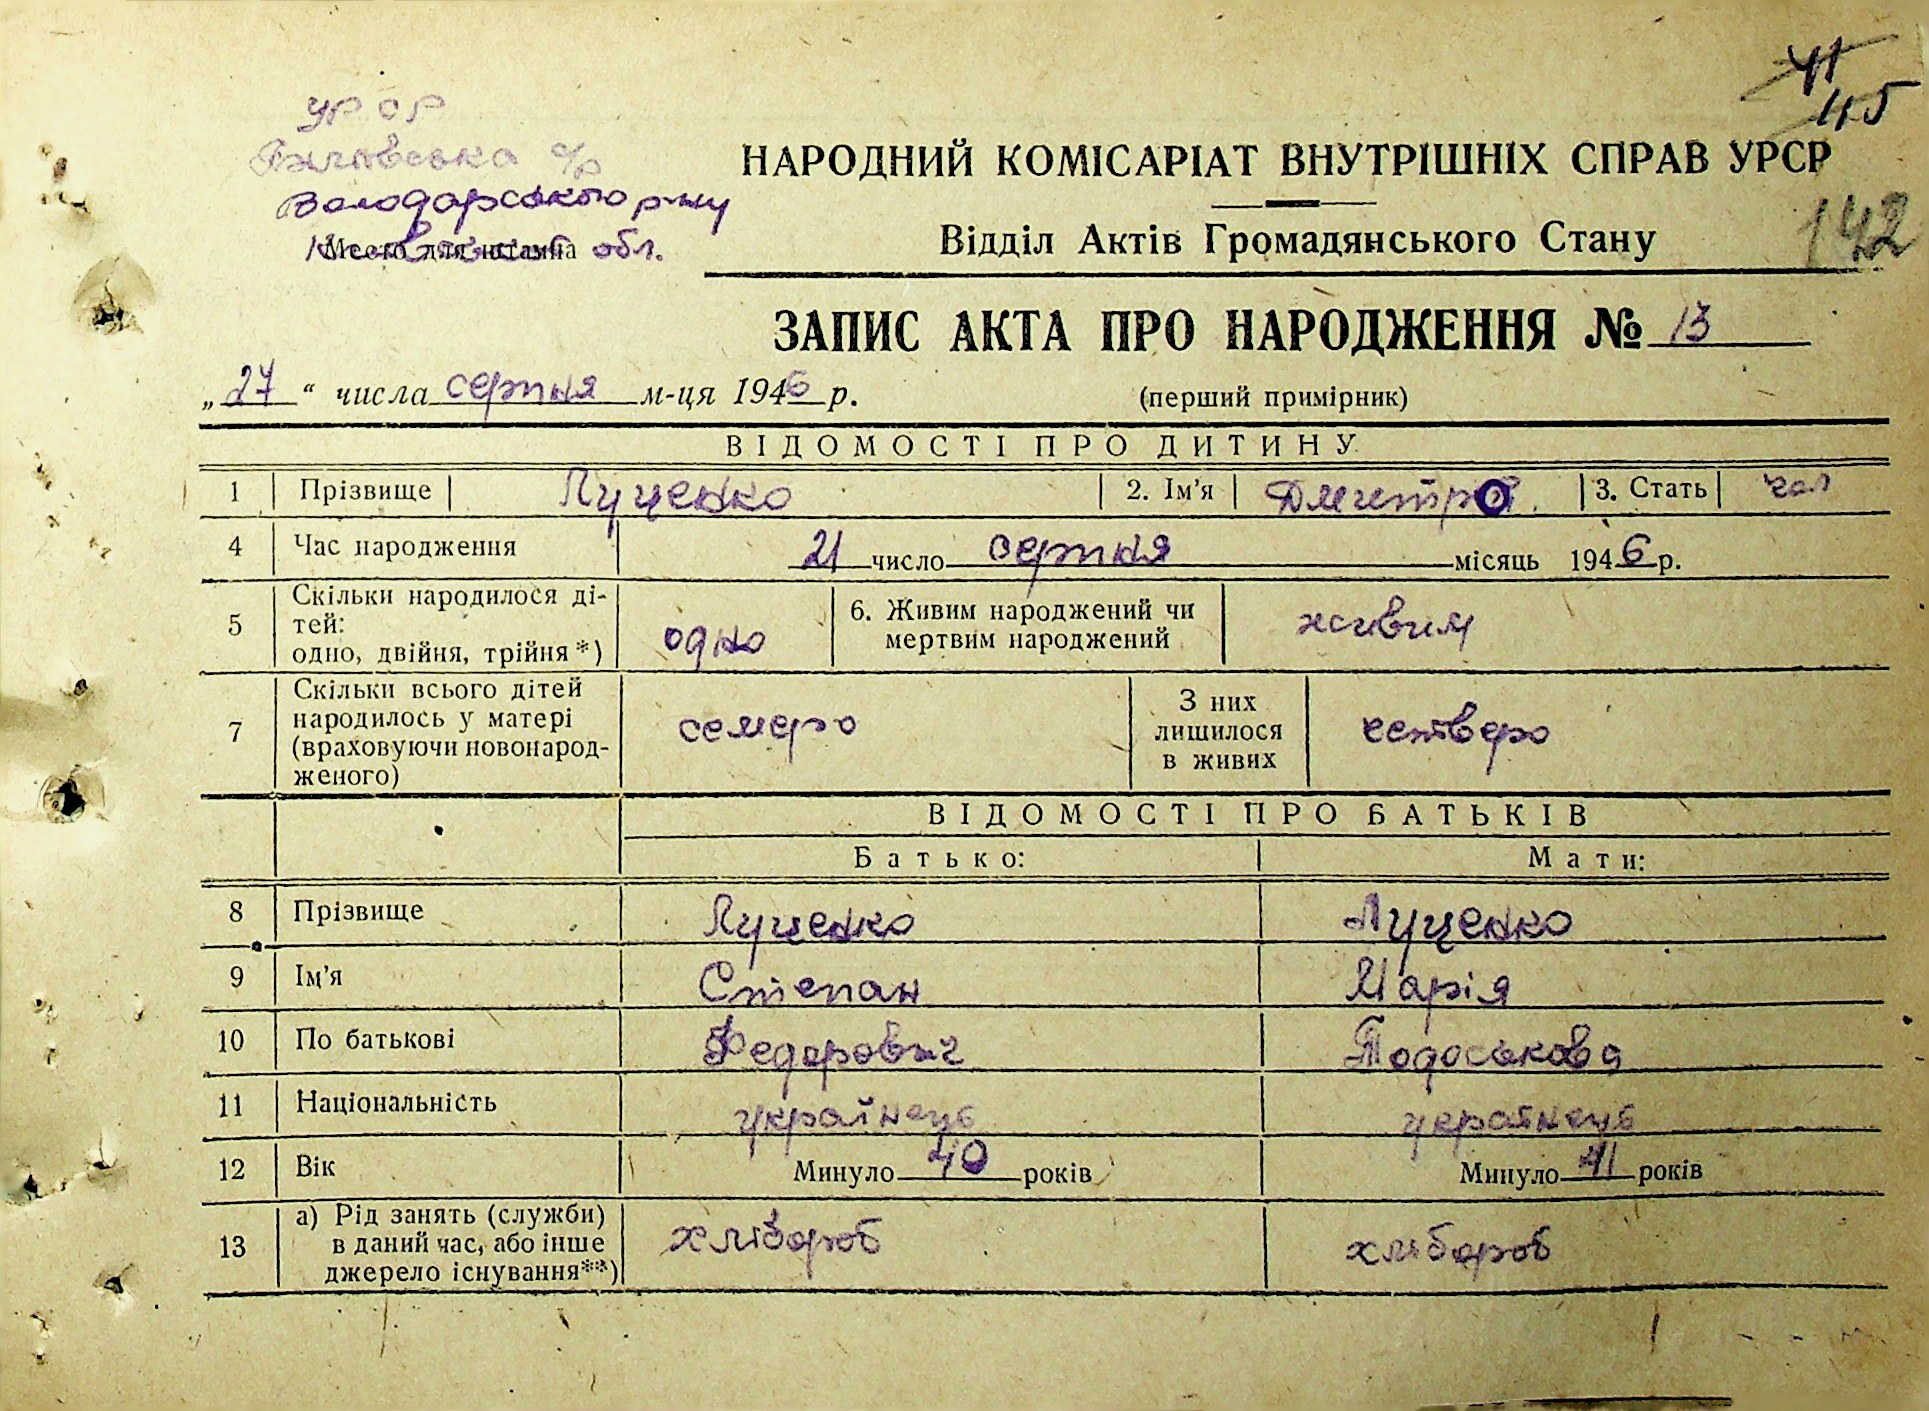 41
45
УРСР
с/р
Володарського р-ну
Київської обл.
Место для штампа
НАРОДНИЙ КОМІСАРІАТ ВНУТРІШНІХ СПРАВ УРСР
Відділ Актів Громадянського Стану
142
ЗАПИС АКТА ПРО НАРОДЖЕННЯ № 13
„27“ числа серпня м-ця 1946 р.
(перший примірник)
ВІДОМОСТІ ПРО ДИТИНУ
1 Прізвище Луценко 2. Ім'я Дмитро 3. Стать чол
4 Час народження 21 число серпня місяць 1946 р.
5 Скільки народилося ді-
тей:
одно, двійня, трійня*) одно 6. Живим народжений чи
мертвим народжений живим
7 Скільки всього дітей
народилось у матері
(враховуючи новонарод-
женого) семеро З них
лишилося
в живих четверо
ВІДОМОСТІ ПРО БАТЬКІВ
Батько: Мати:
8 Прізвище Луценко Луценко
9 Ім'я Степан Марія
10 По батькові Федорович Тодоськова
11 Національність українець українець
12 Вік Минуло 40 років Минуло 41 років
13 а) Рід занять (служби)
в даний час, або інше
джерело існування**) хлібороб хлібороб